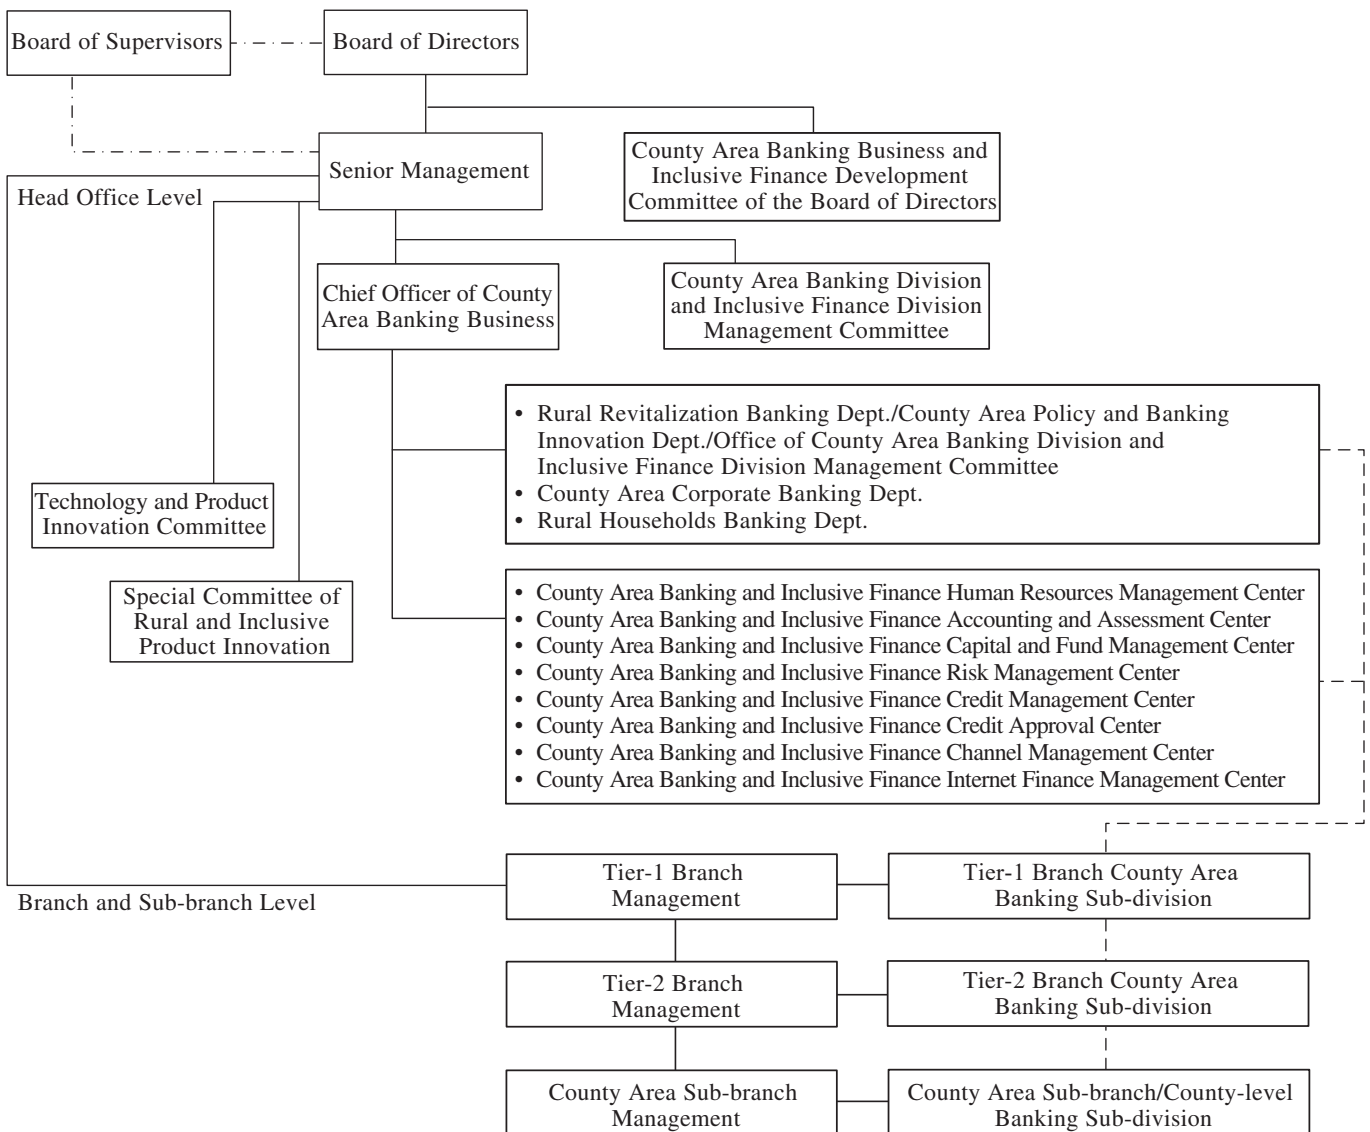 Board of Supervisors
Board of Directors
Senior Management
County Area Banking Business and
Inclusive Finance Development
Committee of the Board of Directors
Head Office Level
Chief Officer of County
Area Banking Business
County Area Banking Division
and Inclusive Finance Division
Management Committee
• Rural Revitalization Banking Dept./County Area Policy and Banking
Innovation Dept./Office of County Area Banking Division and
Inclusive Finance Division Management Committee
• County Area Corporate Banking Dept.
• Rural Households Banking Dept.
Technology and Product
Innovation Committee
Special Committee of
Rural and Inclusive
Product Innovation
• County Area Banking and Inclusive Finance Human Resources Management Center
• County Area Banking and Inclusive Finance Accounting and Assessment Center
• County Area Banking and Inclusive Finance Capital and Fund Management Center
• County Area Banking and Inclusive Finance Risk Management Center
• County Area Banking and Inclusive Finance Credit Management Center
• County Area Banking and Inclusive Finance Credit Approval Center
• County Area Banking and Inclusive Finance Channel Management Center
• County Area Banking and Inclusive Finance Internet Finance Management Center
Branch and Sub-branch Level
Tier-1 Branch
Management
Tier-1 Branch County Area
Banking Sub-division
Tier-2 Branch
Management
Tier-2 Branch County Area
Banking Sub-division
County Area Sub-branch
Management
County Area Sub-branch/County-level
Banking Sub-division